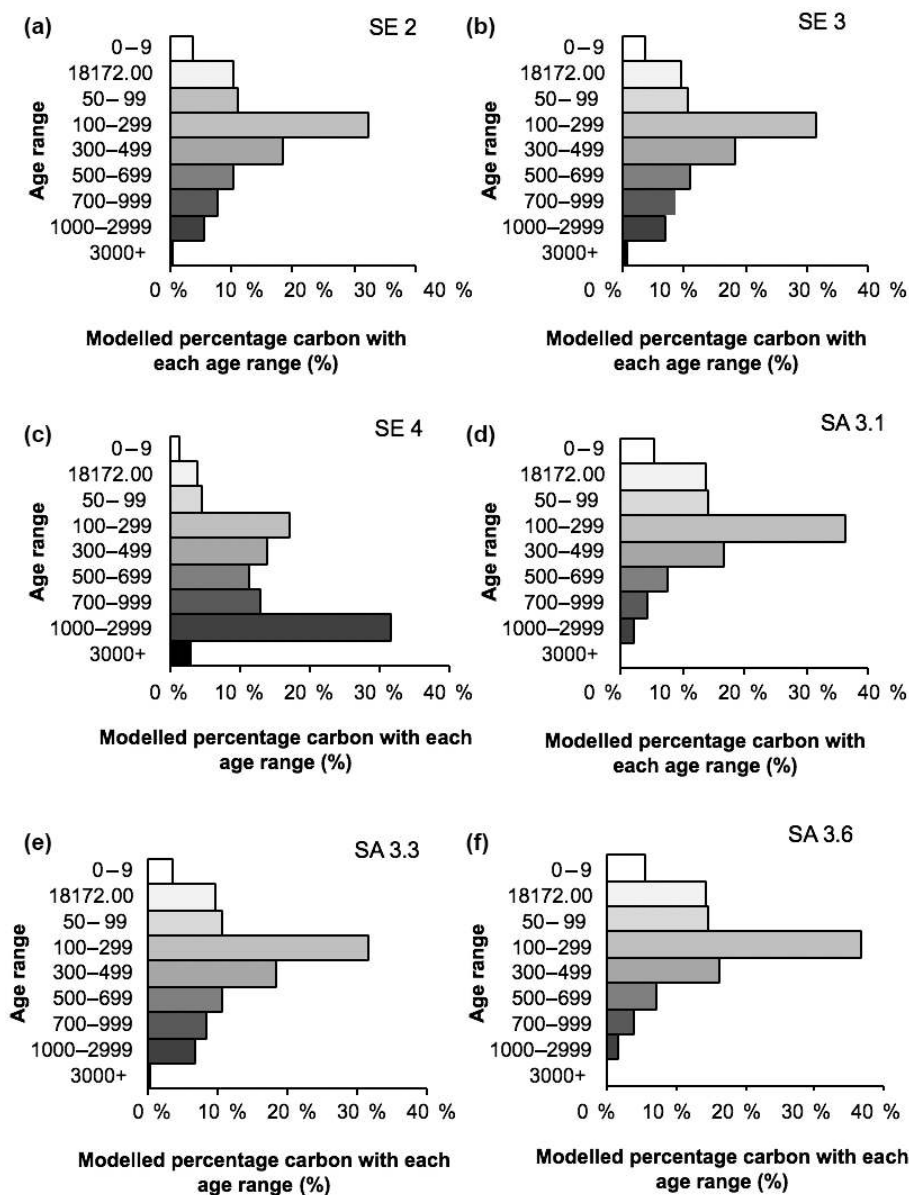 (a)
SE 2
Age range
0–9
18172.00
50–99
100–299
300–499
500–699
700–999
1000–2999
3000+
0 % 10 % 20 % 30 % 40 %
Modelled percentage carbon with
each age range (%)
(b)
SE 3
Age range
0–9
18172.00
50–99
100–299
300–499
500–699
700–999
1000–2999
3000+
0 % 10 % 20 % 30 % 40 %
Modelled percentage carbon with
each age range (%)
(c)
SE 4
Age range
0–9
18172.00
50–99
100–299
300–499
500–699
700–999
1000–2999
3000+
0 % 10 % 20 % 30 % 40 %
Modelled percentage carbon with each
age range (%)
(d)
SA 3.1
Age range
0–9
18172.00
50–99
100–299
300–499
500–699
700–999
1000–2999
3000+
0 % 10 % 20 % 30 % 40 %
Modelled percentage carbon with
each age range (%)
(e)
SA 3.3
Age range
0–9
18172.00
50–99
100–299
300–499
500–699
700–999
1000–2999
3000+
0 % 10 % 20 % 30 % 40 %
Modelled percentage carbon with each
age range (%)
(f)
SA 3.6
Age range
0–9
18172.00
50–99
100–299
300–499
500–699
700–999
1000–2999
3000+
0 % 10 % 20 % 30 % 40 %
Modelled percentage carbon with each
age range (%)